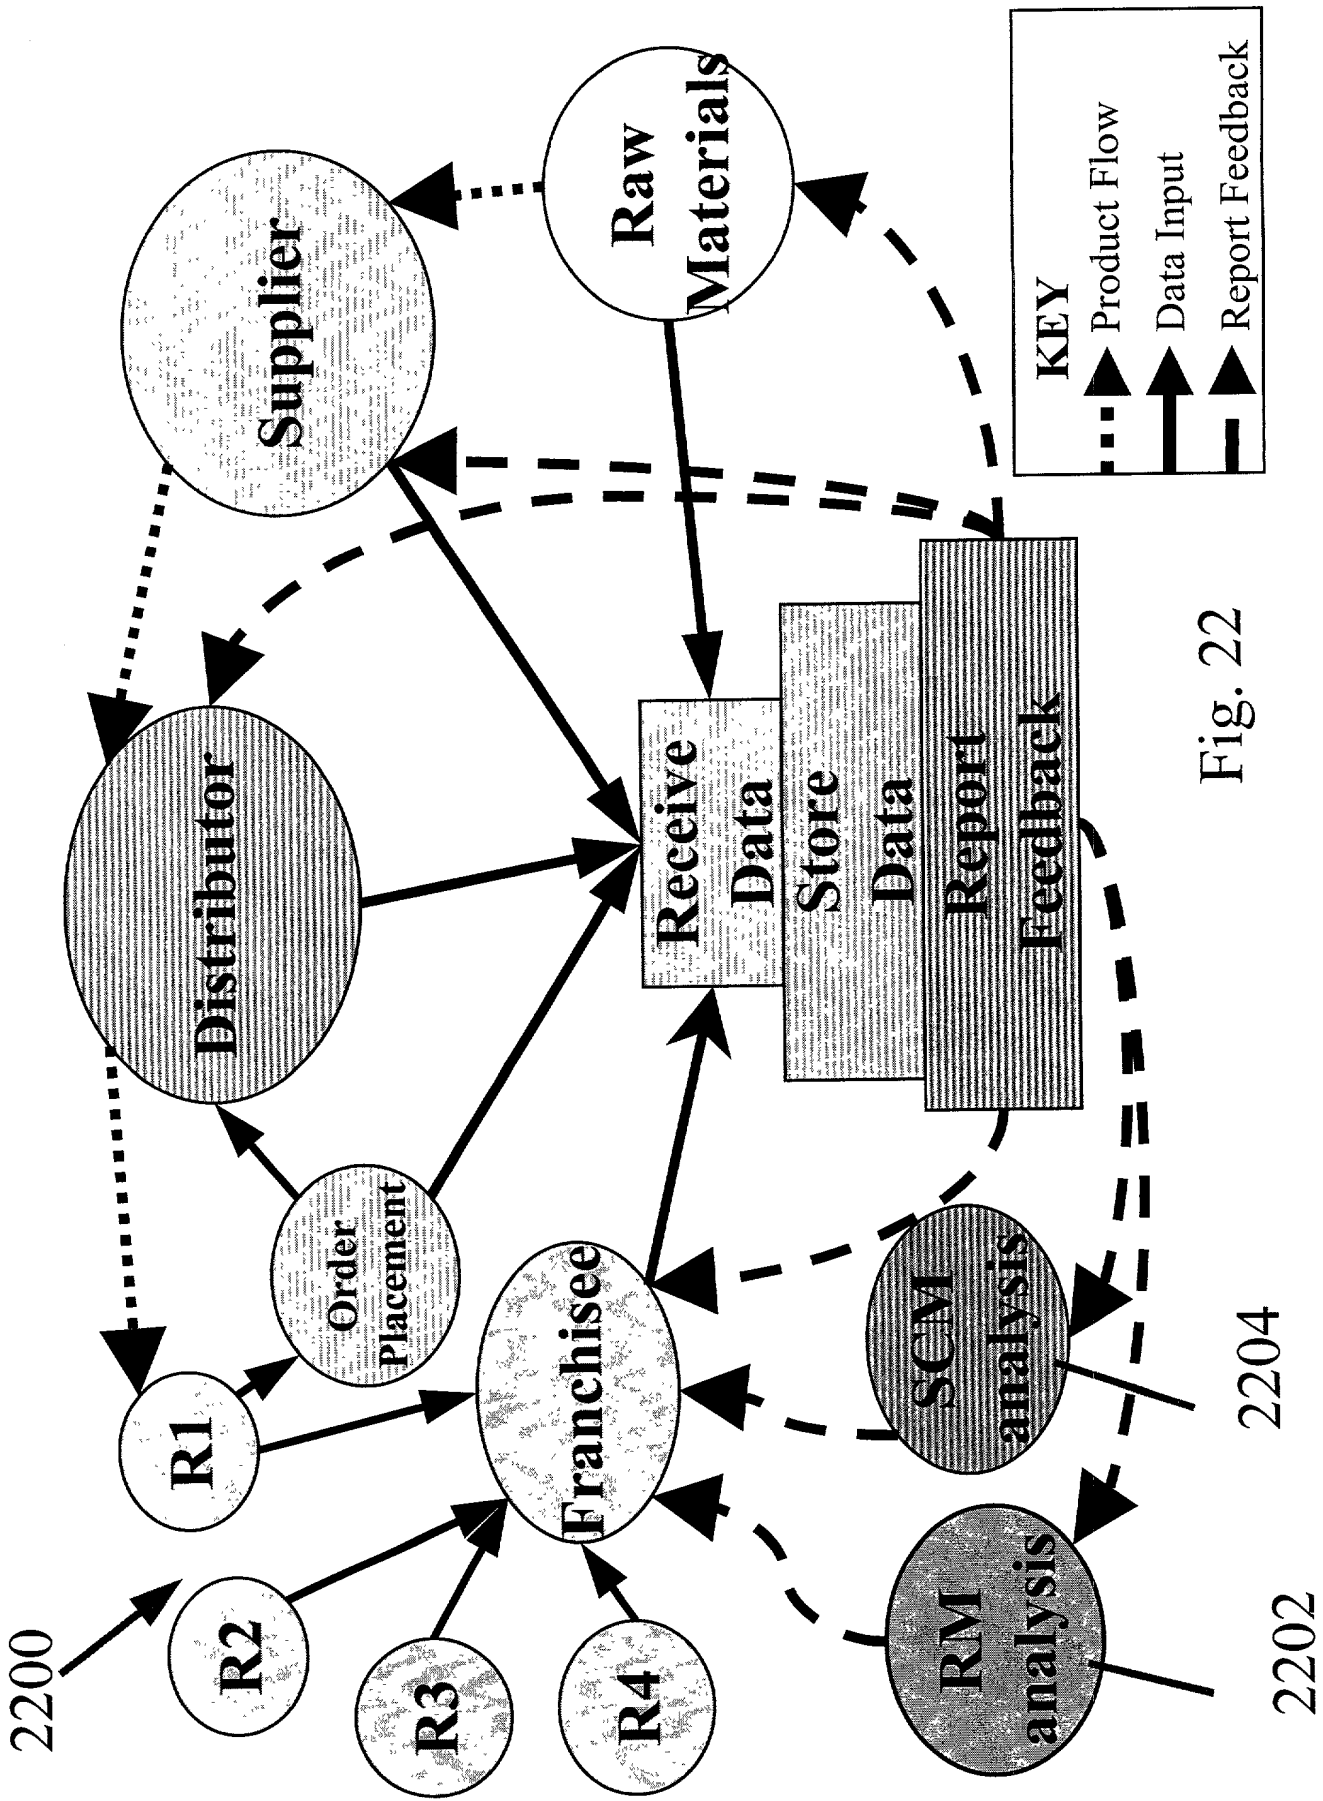 2200
R1
R2
R3
R4
Order
Placement
Distributor
Supplier
Raw
Materials
Franchisee
Receive
Data
Store
Data
Report
Feedback
RM
analysis
SCM
analysis
2202
2204
Fig. 22
KEY
Product Flow
Data Input
Report Feedback